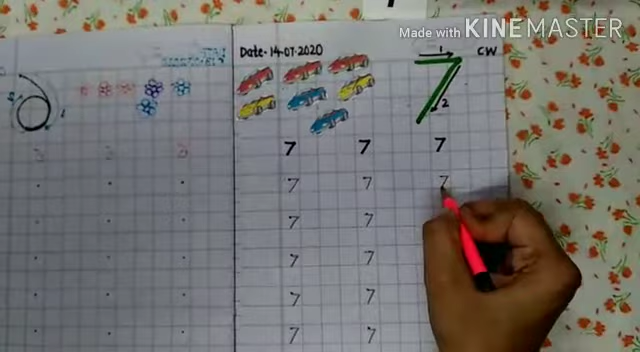 Made with KINEMASTER
Date-14-07-2020
CW
1
2
7 7 7
7 7 7
7 7
7 7
7 7
7 7